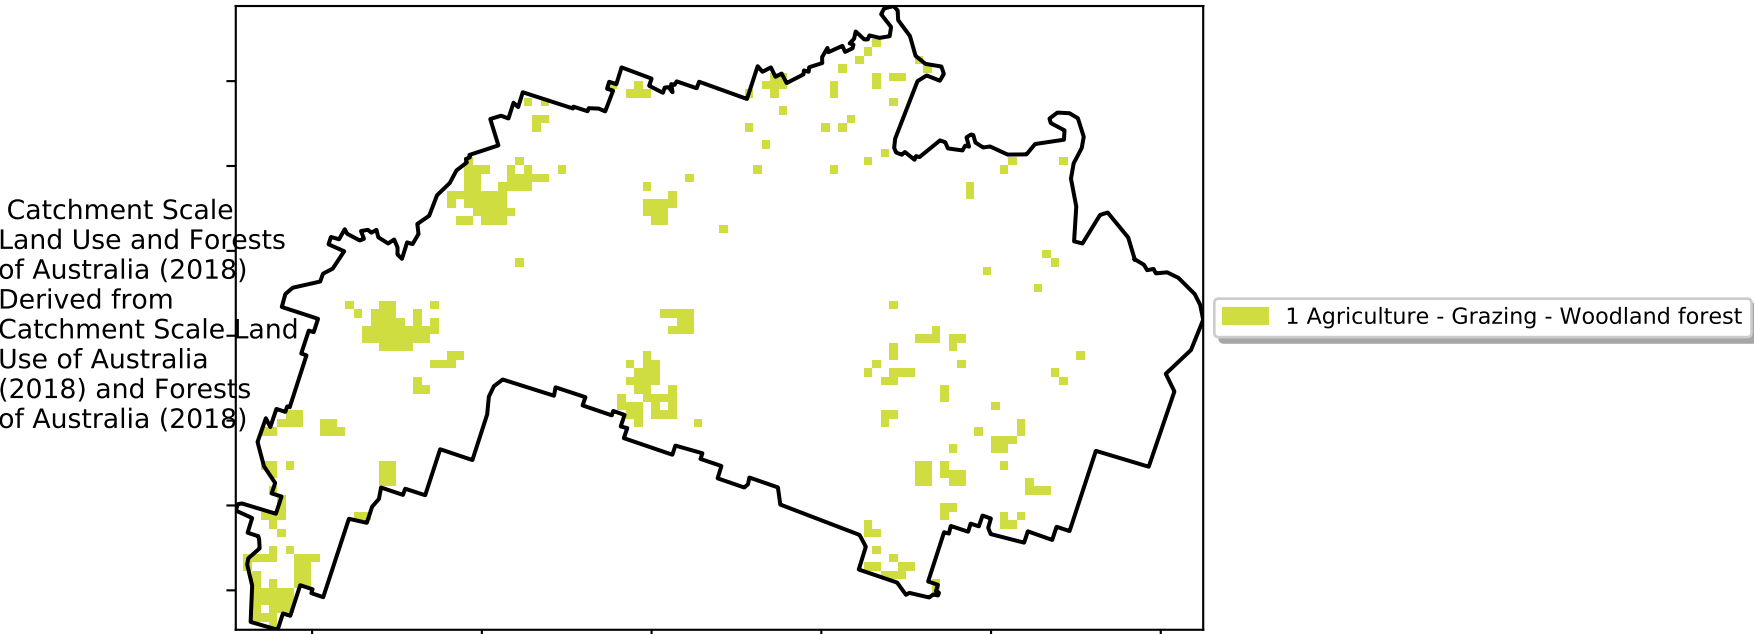 Catchment Scale
Land Use and Forests
of Australia (2018)
Derived from
Catchment Scale Land
Use of Australia
(2018) and Forests
of Australia (2018)
1 Agriculture - Grazing - Woodland forest